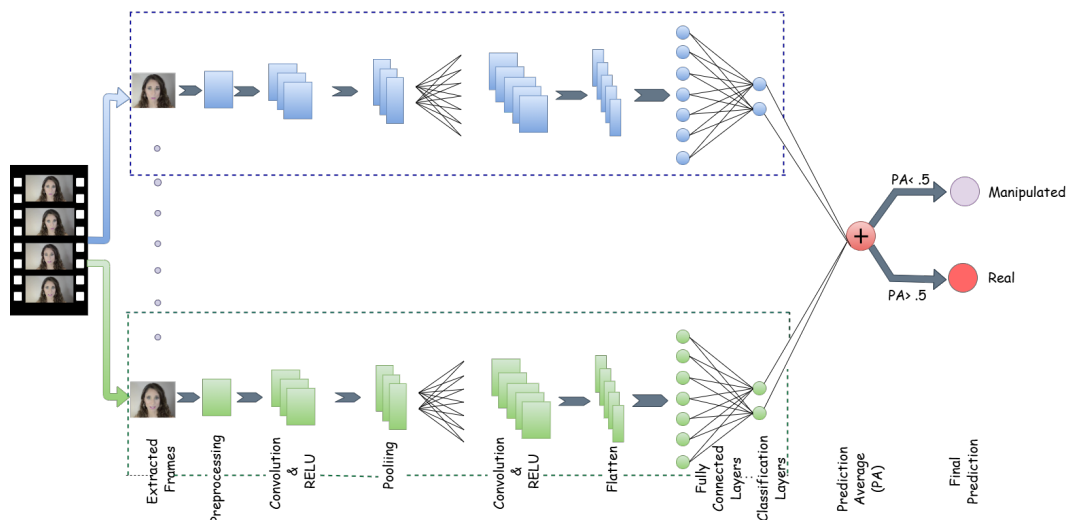 PA< .5
Manipulated
PA> .5
Real
Extracted
Frames
Preprocessing
Convolution
&
RELU
Pooliing
Convolution
&
RELU
Flatten
Fully
Connected
Layers
Classification
Layers
Prediction
Average
(PA)
Final
Prediction
+